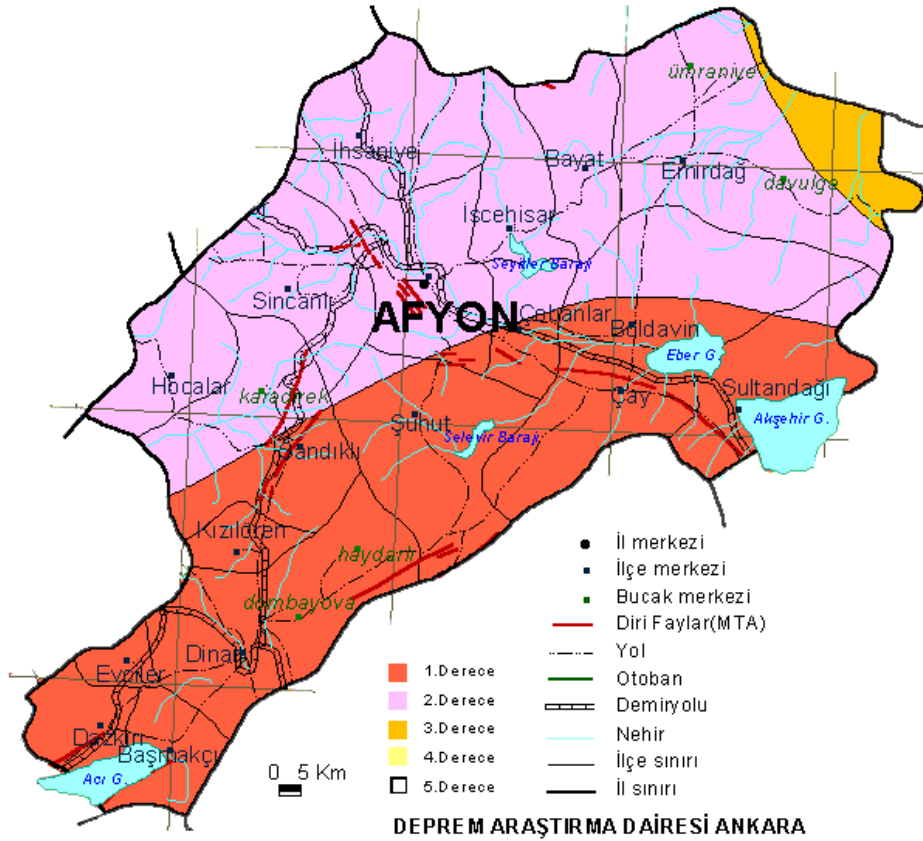 ümraniye
İhsaniye
Bayat
Emirdağ
davulga
İscehisar
Seyitler Barajı
Sincanlı
AFYON
Çobanlar
Bolvadin
Eber G.
Hocalar
karadirek
Şuhut
Selevir Barajı
Çay
Sultandağı
Akşehir G.
Sandıklı
Kızılören
haydarlı
dombayova
Dinar
Evciler
Dazkırı
Başmakçı
Acı G.
0 5 Km
1.Derece
2.Derece
3.Derece
4.Derece
5.Derece
İl merkezi
İlçe merkezi
Bucak merkezi
Diri Faylar(MTA)
Yol
Otoban
Demiryolu
Nehir
İlçe sınırı
İl sınırı
DEPREM ARAŞTIRMA DAİRESİ ANKARA